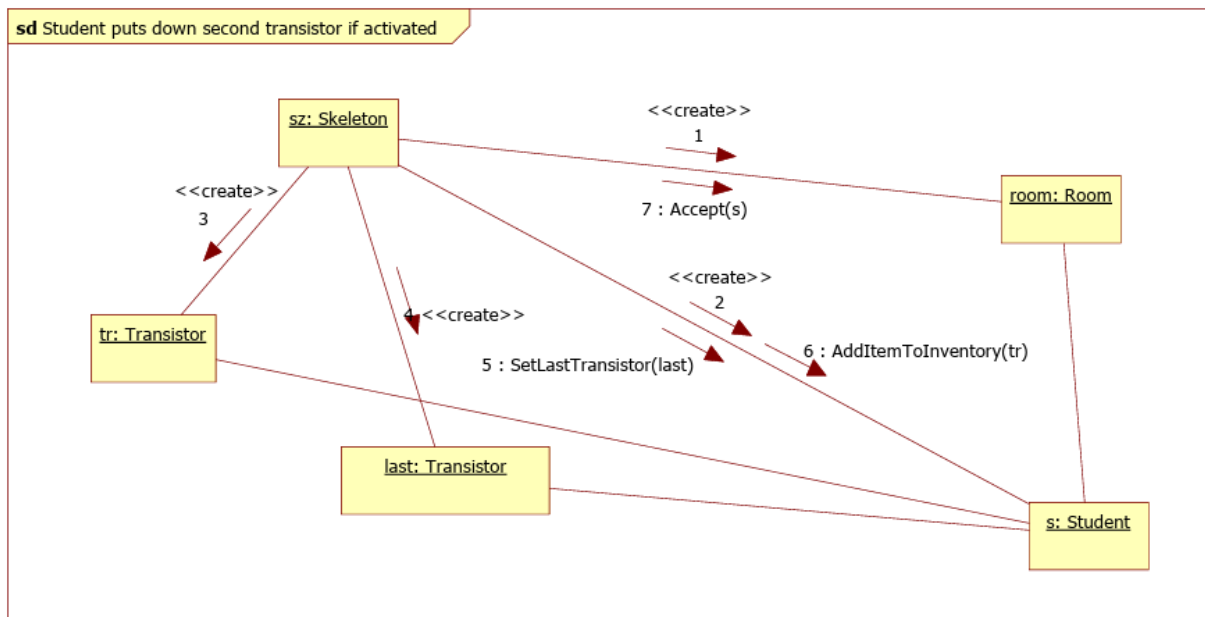 sd Student puts down second transistor if activated
<<create>>
sz: Skeleton
1
<<create>>
3
7 : Accept(s)
room: Room
<<create>>
2
4 <<create>>
tr: Transistor
5 : SetLastTransistor(last)
6 : AddItemToInventory(tr)
last: Transistor
s: Student